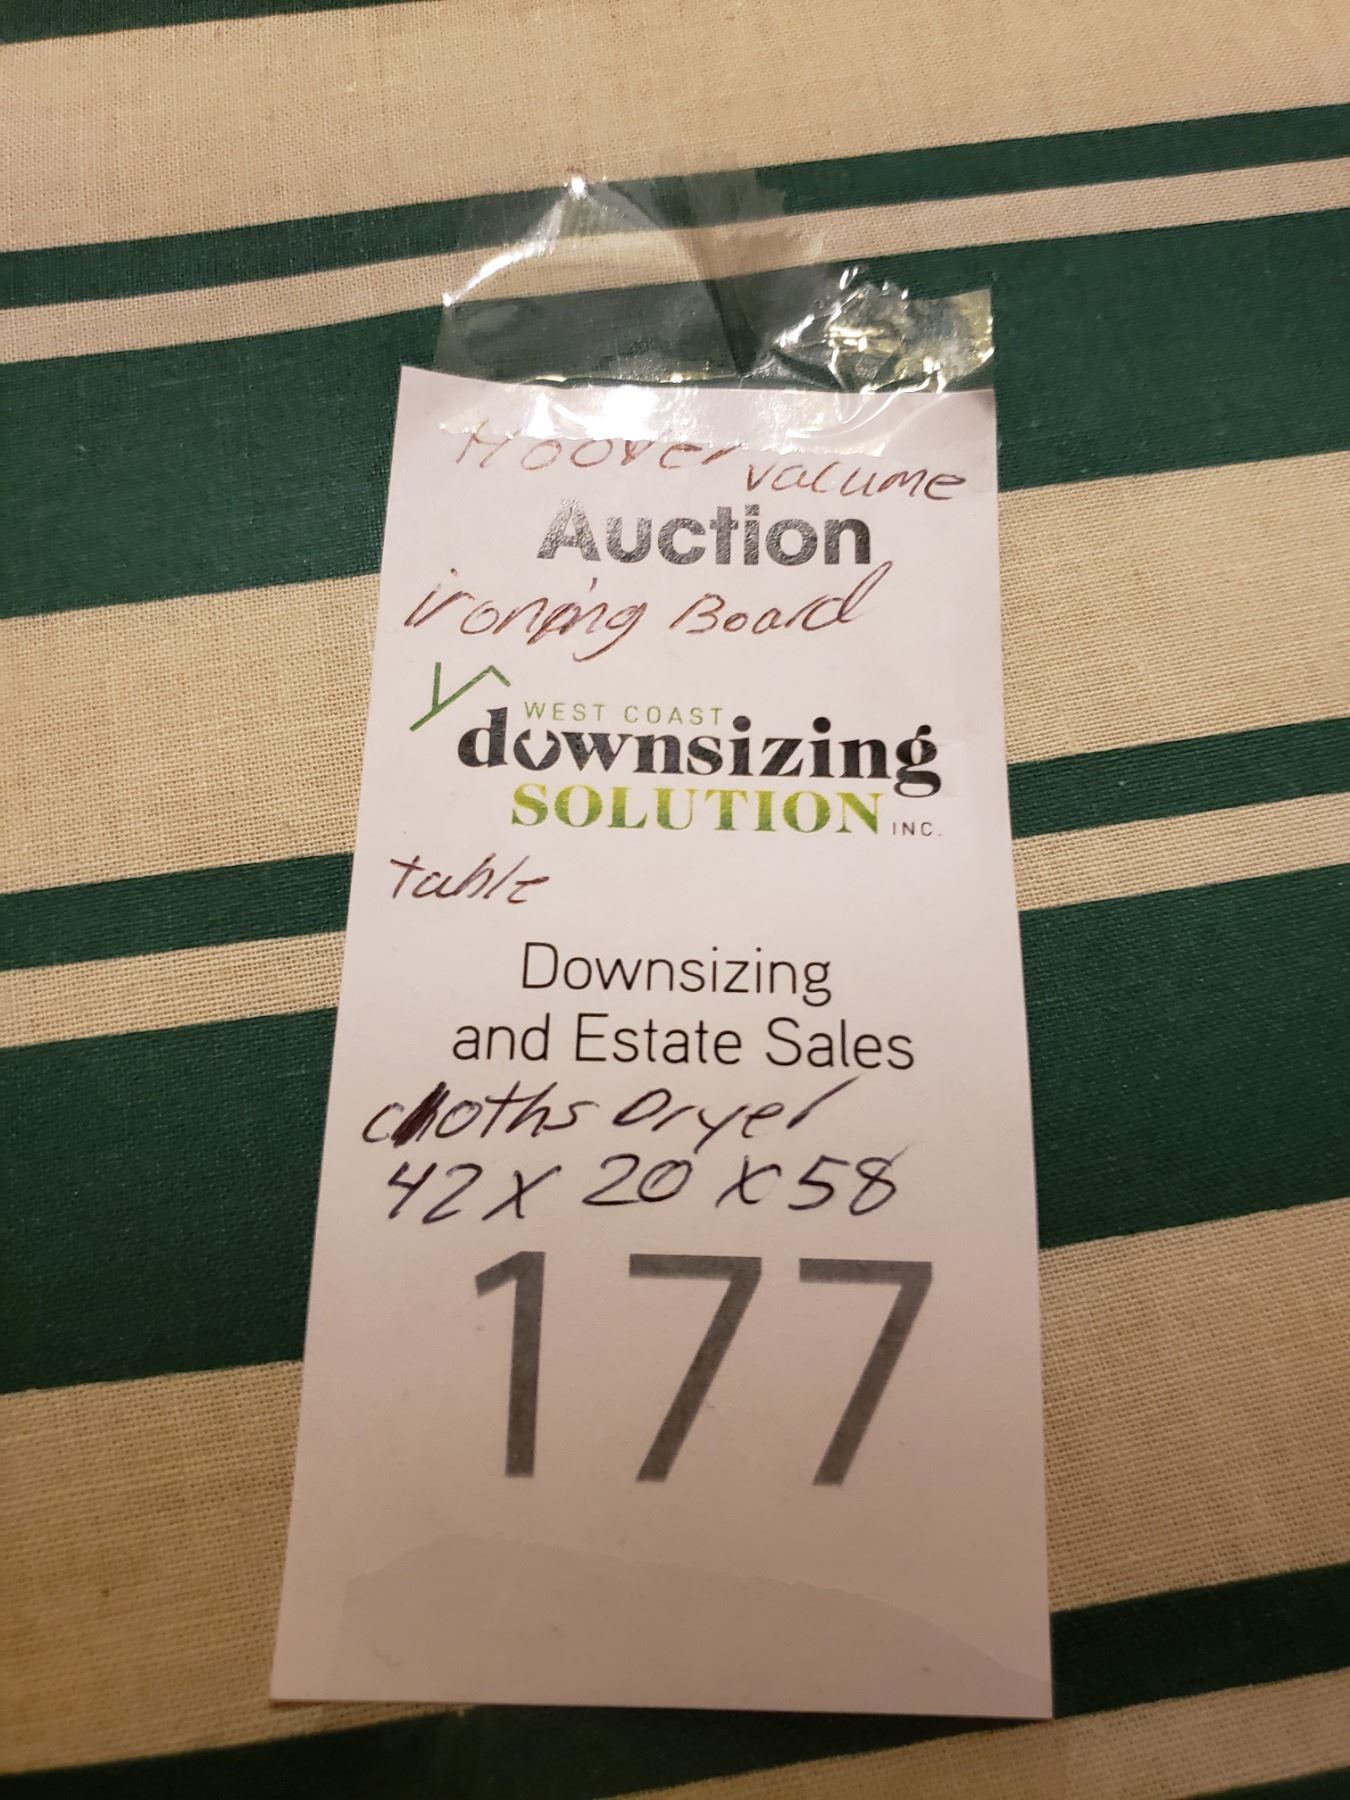 Hoover vacume
Auction
ironing Board
WEST COAST
downsizing
SOLUTION INC.
table
Downsizing
and Estate Sales
cloths Dryer
42 x 20 x 58
177